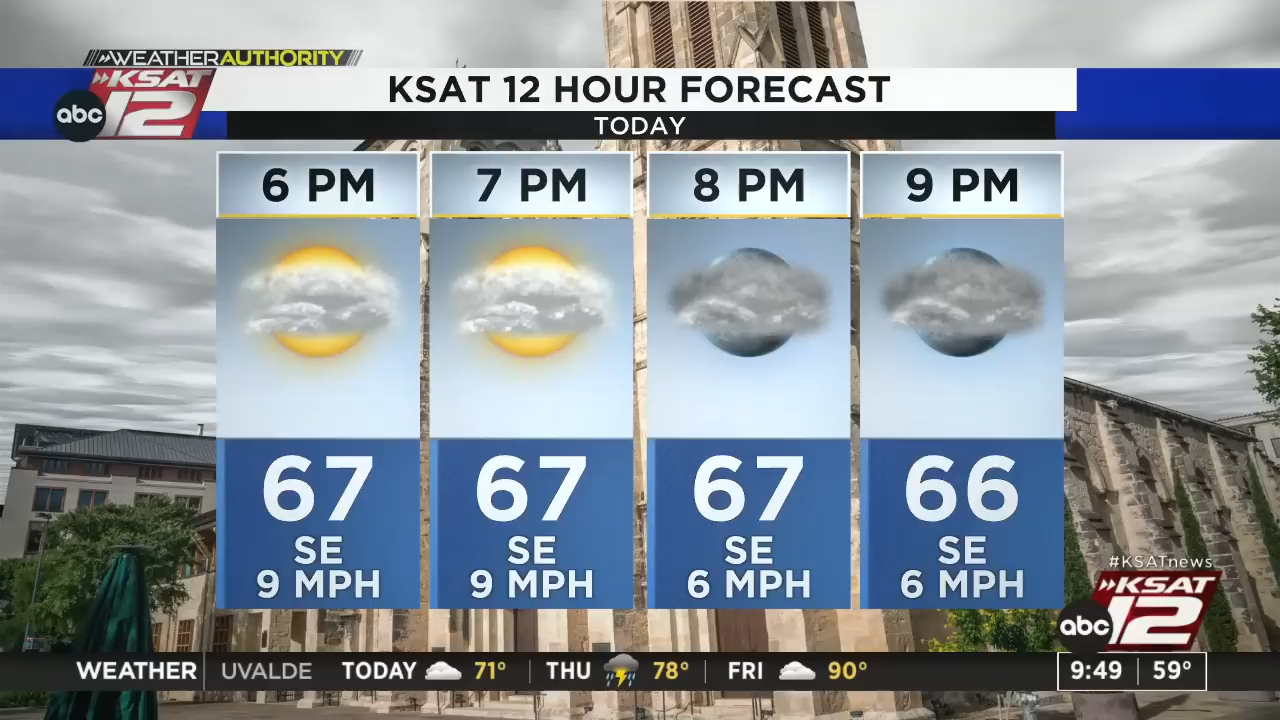 WEATHERAUTHORITY
KSAT
abc 12
KSAT 12 HOUR FORECAST
TODAY
6 PM 7 PM 8 PM 9 PM
67 67 67 66
SE SE SE SE
9 MPH 9 MPH 6 MPH 6 MPH
#KSATnews
KSAT
abc 12
WEATHER UVALDE TODAY 71° THU 78° FRI 90° 9:49 59°